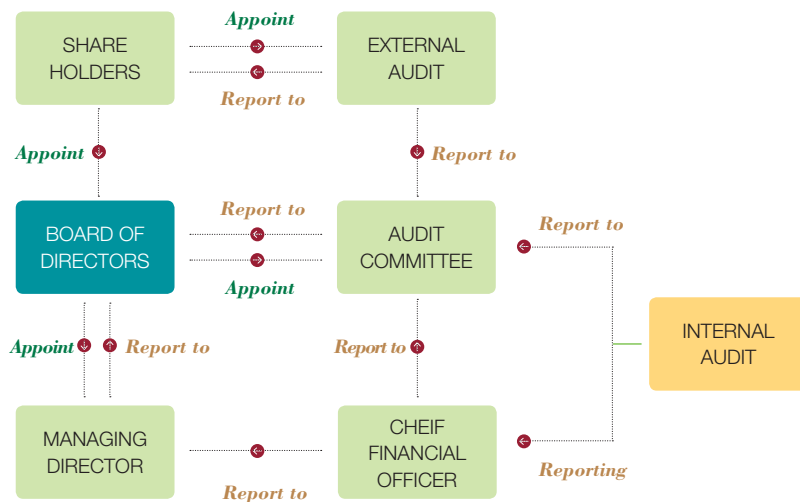 Appoint
SHARE
HOLDERS
EXTERNAL
AUDIT
Report to
Appoint
Report to
BOARD OF
DIRECTORS
Report to
AUDIT
COMMITTEE
Report to
Appoint
INTERNAL
AUDIT
Appoint
Report to
Report to
MANAGING
DIRECTOR
CHEIF
FINANCIAL
OFFICER
Report to
Reporting